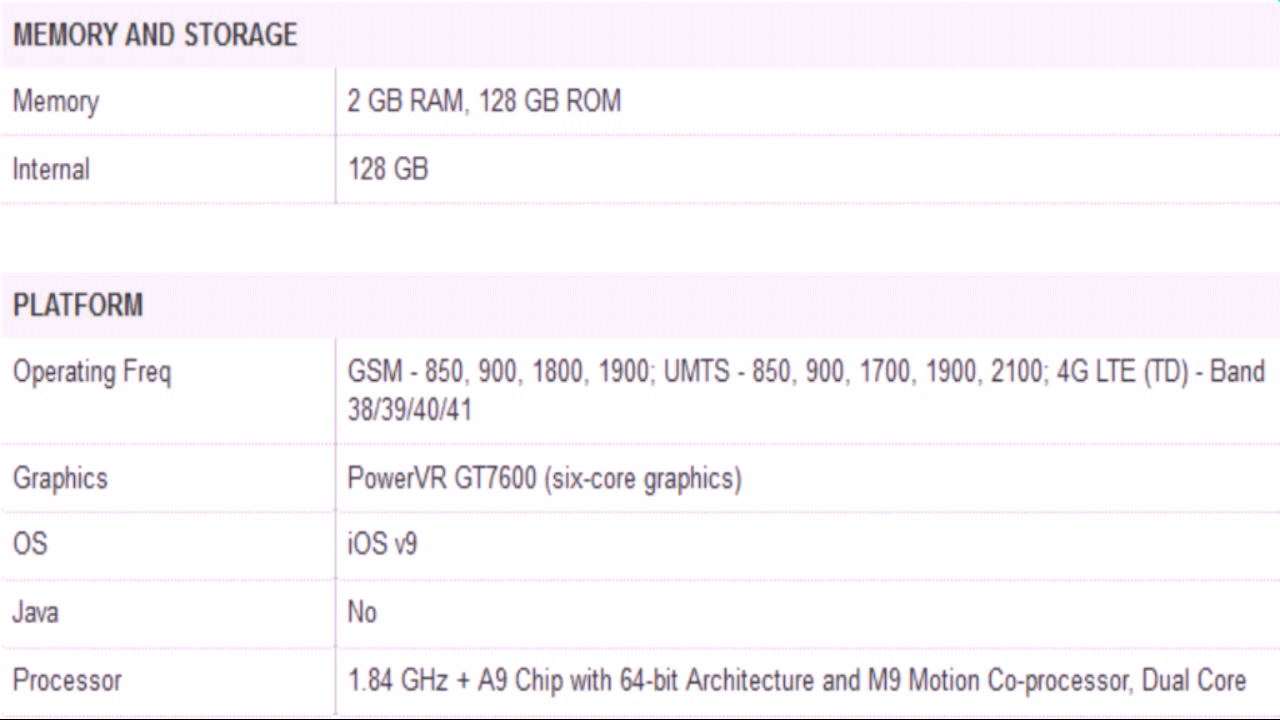 MEMORY AND STORAGE
Memory 2 GB RAM, 128 GB ROM
Internal 128 GB
PLATFORM
Operating Freq GSM - 850, 900, 1800, 1900; UMTS - 850, 900, 1700, 1900, 2100; 4G LTE (TD) - Band
38/39/40/41
Graphics PowerVR GT7600 (six-core graphics)
OS iOS v9
Java No
Processor 1.84 GHz + A9 Chip with 64-bit Architecture and M9 Motion Co-processor, Dual Core